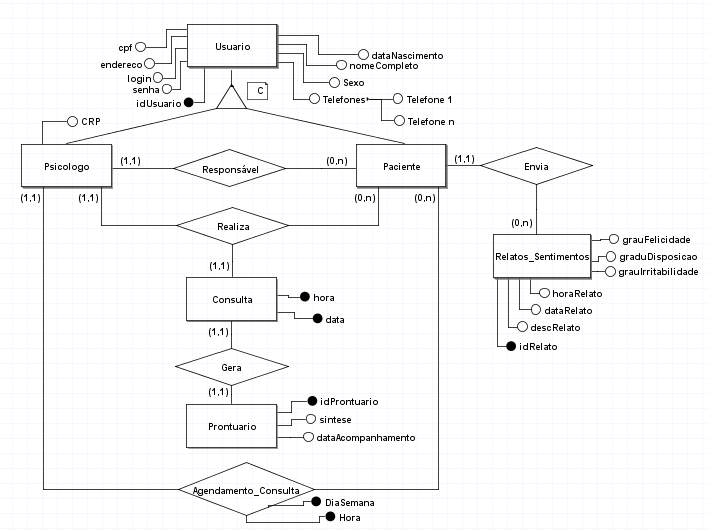 Usuario
cpf
endereco
login
senha
idUsuario
dataNascimento
nomeCompleto
Sexo
Telefones
Telefone 1
Telefone n
C
CRP
Psicologo
(1,1)
Responsável
(0,n)
Paciente
(1,1)
Envia
(1,1)
(1,1)
Realiza
(0,n)
(0,n)
(0,n)
Relatos_Sentimentos
grauFelicidade
graduDisposicao
grauIrritabilidade
horaRelato
dataRelato
descRelato
idRelato
(1,1)
Consulta
hora
data
(1,1)
Gera
(1,1)
Prontuario
idProntuario
sintese
dataAcompanhamento
Agendamento_Consulta
DiaSemana
Hora